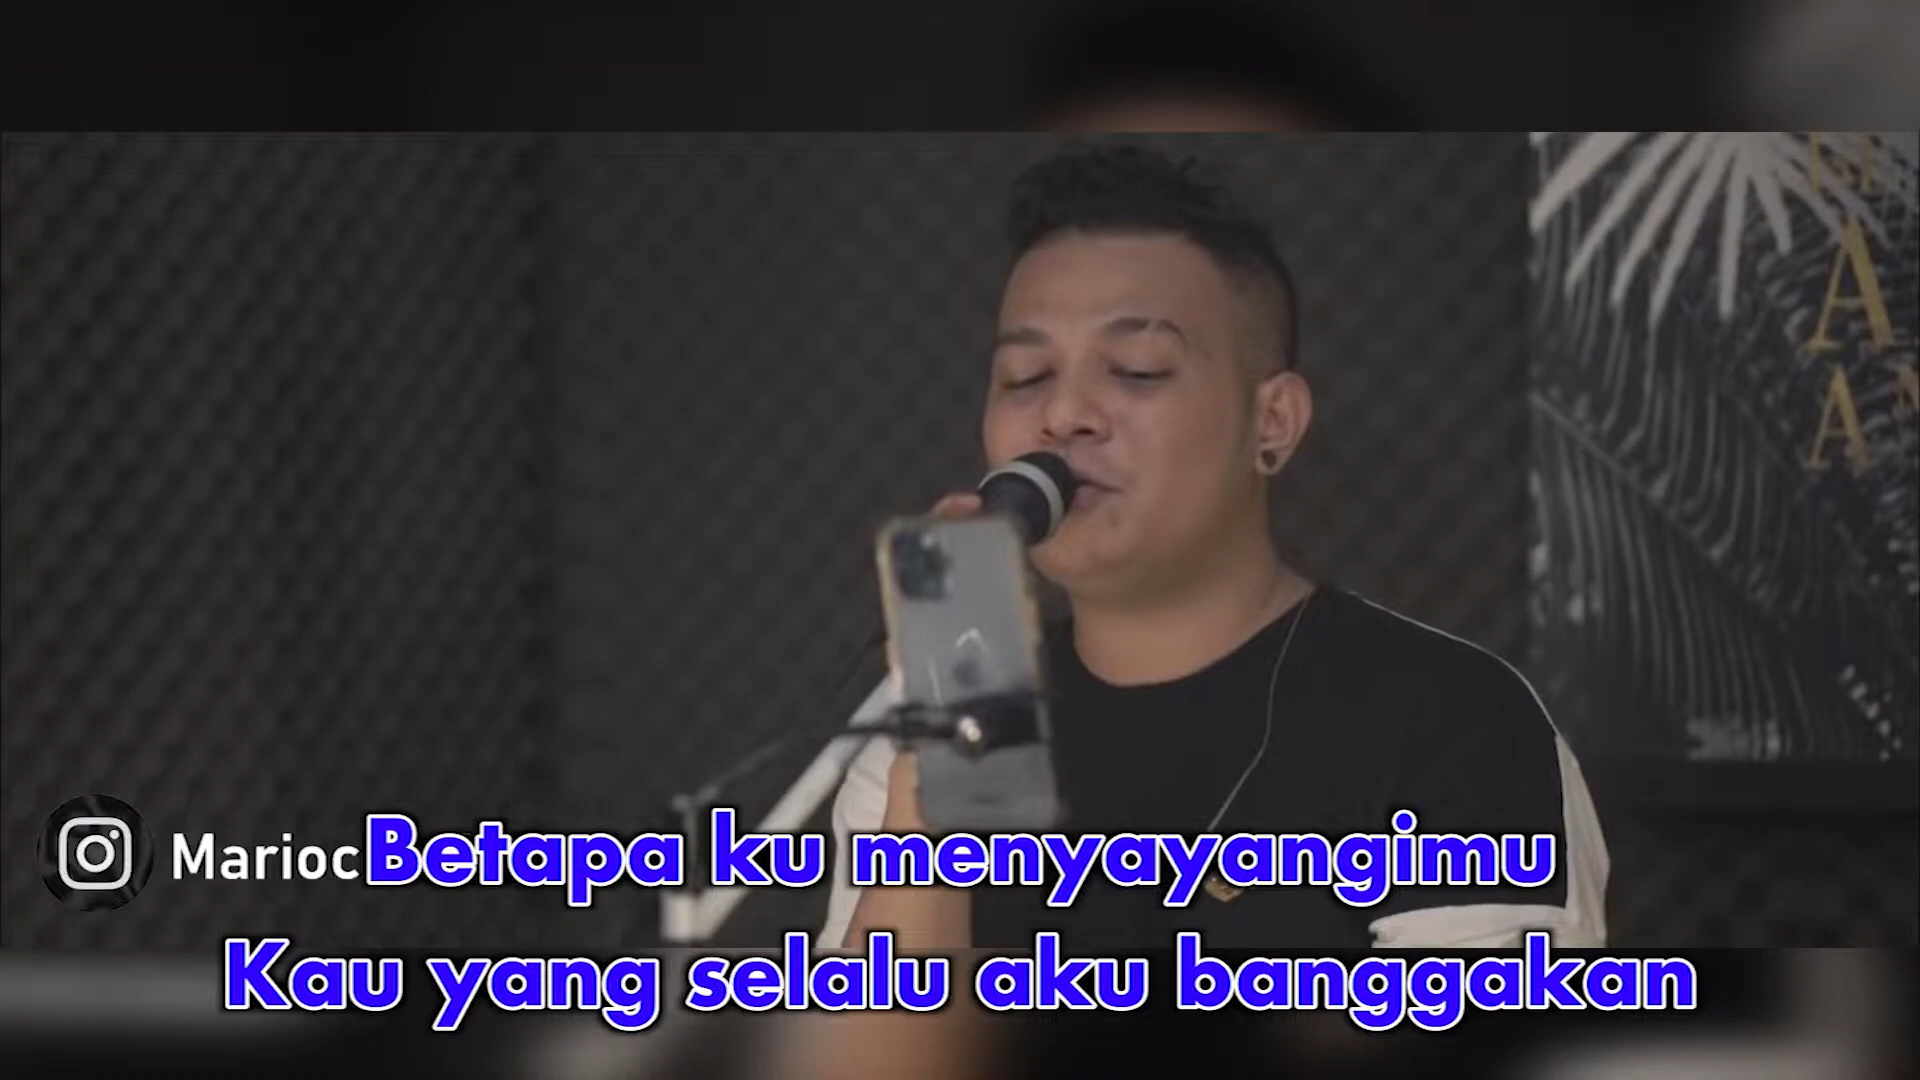 A
A
Marioc
Betapa ku menyayangimu
Kau yang selalu aku banggakan